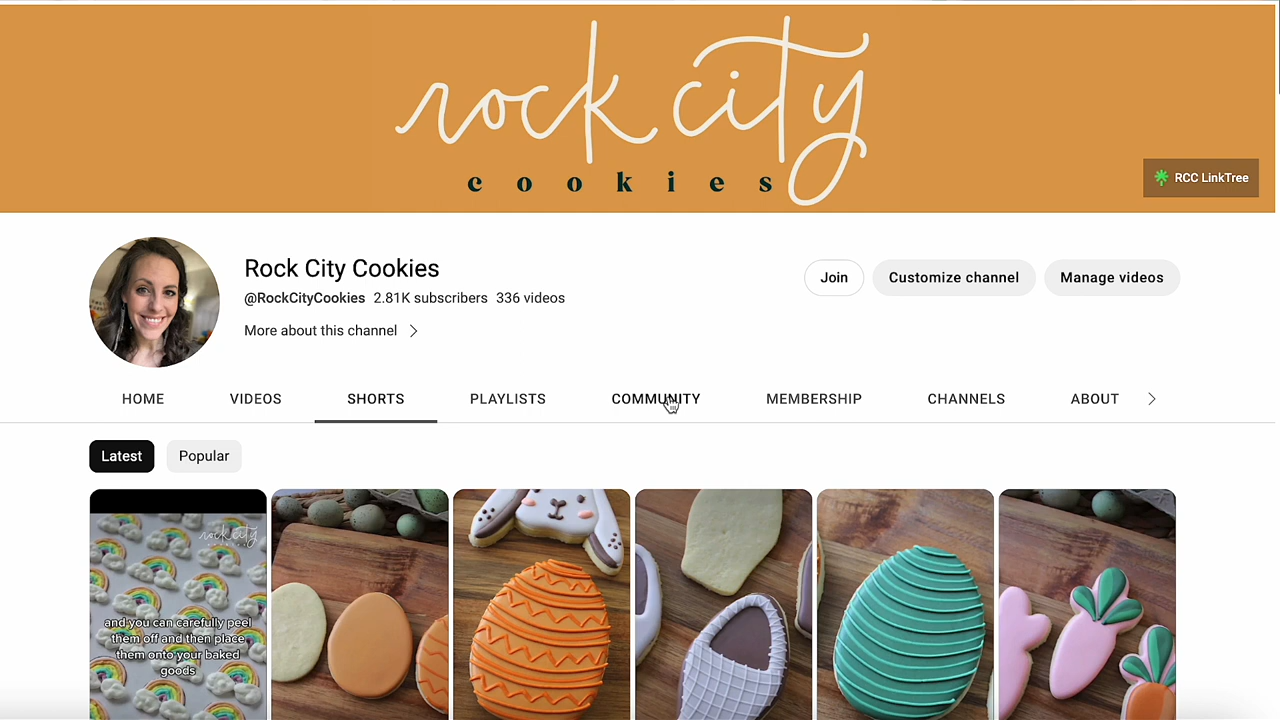 rock city
cookies
RCC LinkTree
Rock City Cookies
@RockCityCookies 2.81K subscribers 336 videos
More about this channel
Join
Customize channel
Manage videos
HOME
VIDEOS
SHORTS
PLAYLISTS
COMMUNITY
MEMBERSHIP
CHANNELS
ABOUT
Latest
Popular
rock city
and you can carefully peel
them off and then place
them onto your baked
goods